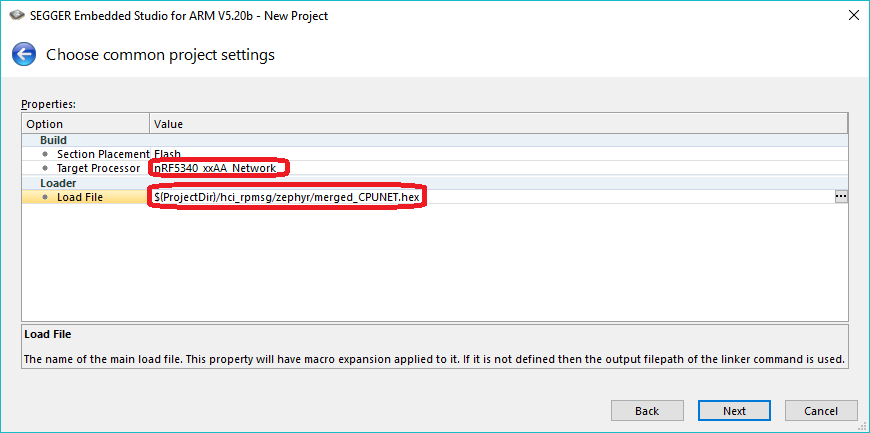 SEGGER Embedded Studio for ARM V5.20b - New Project
Choose common project settings
Properties:
Option Value
Build
Section Placement Flash
Target Processor nRF5340_xxAA_Network
Loader
Load File $(ProjectDir)/hci_rpmsg/zephyr/merged_CPUNET.hex
Load File
The name of the main load file. This property will have macro expansion applied to it. If it is not defined then the output filepath of the linker command is used.
Back Next Cancel